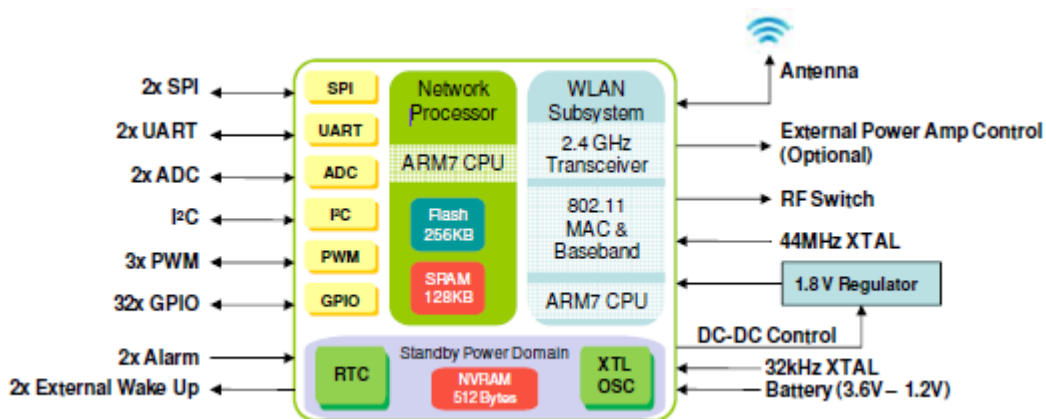 2x SPI
2x UART
2x ADC
I²C
3x PWM
32x GPIO
2x Alarm
2x External Wake Up
SPI
UART
ADC
I²C
PWM
GPIO
Network
Processor
ARM7 CPU
Flash
256KB
SRAM
128KB
WLAN
Subsystem
2.4 GHz
Transceiver
802.11
MAC &
Baseband
ARM7 CPU
Standby Power Domain
RTC
NVRAM
512 Bytes
XTL
OSC
Antenna
External Power Amp Control
(Optional)
RF Switch
44MHz XTAL
1.8 V Regulator
DC-DC Control
32kHz XTAL
Battery (3.6V – 1.2V)